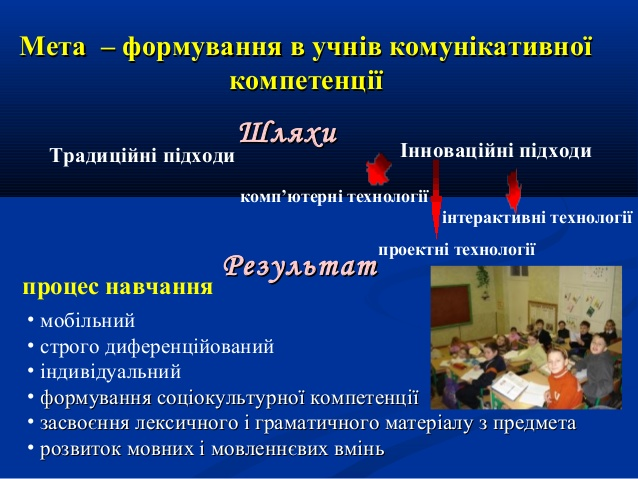 Мета – формування в учнів комунікативної
компетенції
Шляхи
Традиційні підходи
Інноваційні підходи
комп’ютерні технології
інтерактивні технології
проектні технології
Результат
процес навчання
• мобільний
• строго диференційований
• індивідуальний
• формування соціокультурної компетенції
• засвоєння лексичного і граматичного матеріалу з предмета
• розвиток мовних і мовленнєвих вмінь